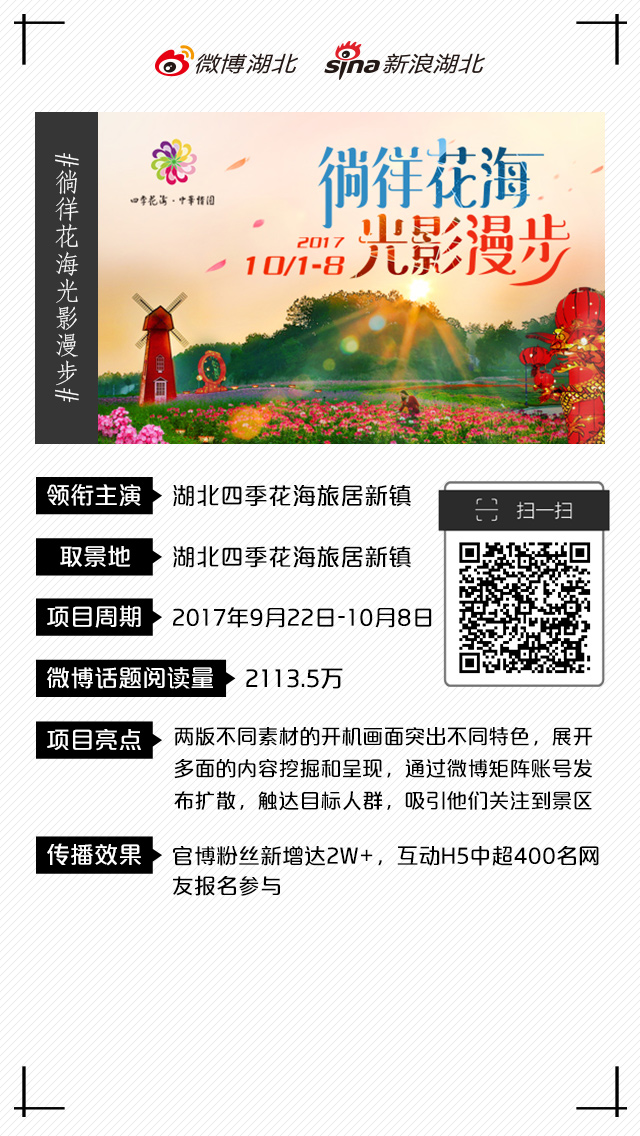 微博湖北
sina新浪湖北
#徜徉花海光影漫步#
四季花海·中华情园
徜徉花海
2017
10/1-8
光影漫步
领衔主演 湖北四季花海旅居新镇
扫一扫
取景地 湖北四季花海旅居新镇
项目周期 2017年9月22日-10月8日
微博话题阅读量 2113.5万
项目亮点 两版不同素材的开机画面突出不同特色，展开
多面的内容挖掘和呈现，通过微博矩阵账号发
布扩散，触达目标人群，吸引他们关注到景区
传播效果 官博粉丝新增达2W+，互动H5中超400名网
友报名参与